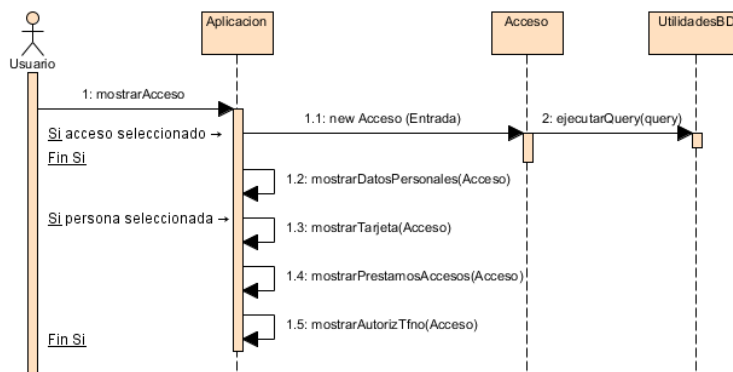 Aplicacion
Acceso
UtilidadesBD
Usuario
1: mostrarAcceso
1.1: new Acceso (Entrada)
2: ejecutarQuery(query)
Si acceso seleccionado →
Fin Si
1.2: mostrarDatosPersonales(Acceso)
Si persona seleccionada →
1.3: mostrarTarjeta(Acceso)
1.4: mostrarPrestamosAccesos(Acceso)
1.5: mostrarAutorizTfno(Acceso)
Fin Si